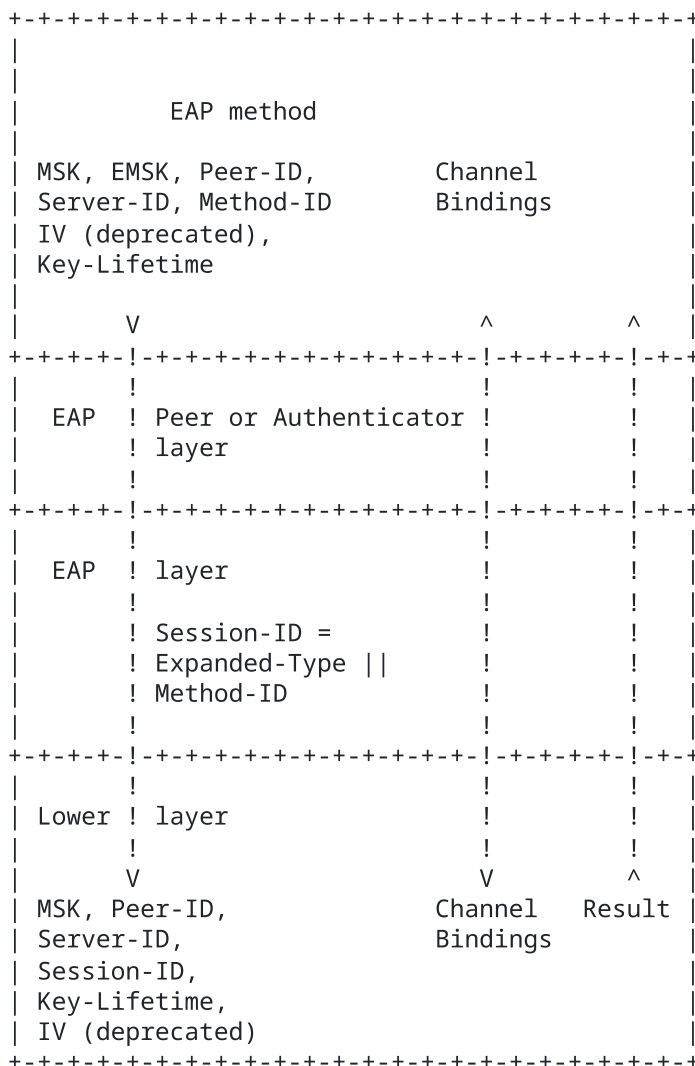 +-+-+-+-+-+-+-+-+-+-+-+-+-+-+-+-+-+-+-+-+-+-+-+-+
|                                              |
|                                              |
|          EAP method                          |
|                                              |
| MSK, EMSK, Peer-ID,        Channel           |
| Server-ID, Method-ID       Bindings          |
| IV (deprecated),                             |
| Key-Lifetime                                 |
|                                              |
|       V                       ^         ^    |
+-+-+-+-!-+-+-+-+-+-+-+-+-+-+-+-!-+-+-+-+-!-+-+
|       !                       !         !    |
|  EAP  ! Peer or Authenticator !         !    |
|       ! layer                 !         !    |
|       !                       !         !    |
+-+-+-+-!-+-+-+-+-+-+-+-+-+-+-+-!-+-+-+-+-!-+-+
|       !                       !         !    |
|  EAP  ! layer                 !         !    |
|       !                       !         !    |
|       ! Session-ID =          !         !    |
|       ! Expanded-Type ||      !         !    |
|       ! Method-ID             !         !    |
|       !                       !         !    |
+-+-+-+-!-+-+-+-+-+-+-+-+-+-+-+-!-+-+-+-+-!-+-+
|       !                       !         !    |
| Lower ! layer                 !         !    |
|       !                       !         !    |
|       V                       V         ^    |
| MSK, Peer-ID,              Channel   Result  |
| Server-ID,                 Bindings          |
| Session-ID,                                  |
| Key-Lifetime,                                |
| IV (deprecated)                              |
+-+-+-+-+-+-+-+-+-+-+-+-+-+-+-+-+-+-+-+-+-+-+-+-+